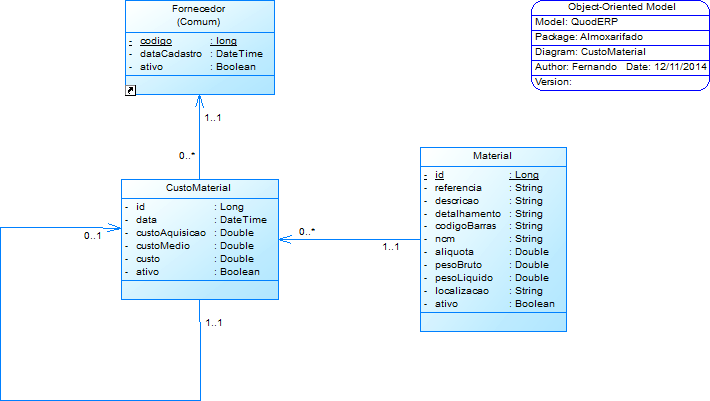 Fornecedor
(Comum)
- codigo : long
- dataCadastro : DateTime
- ativo : Boolean
Object-Oriented Model
Model: QuodERP
Package: Almoxarifado
Diagram: CustoMaterial
Author: Fernando Date: 12/11/2014
Version:
1..1
0..*
CustoMaterial
- id : Long
- data : DateTime
- custoAquisicao : Double
- custoMedio : Double
- custo : Double
- ativo : Boolean
0..1
1..1
0..*
1..1
Material
- id : Long
- referencia : String
- descricao : String
- detalhamento : String
- codigoBarras : String
- ncm : String
- aliquota : Double
- pesoBruto : Double
- pesoLiquido : Double
- localizacao : String
- ativo : Boolean